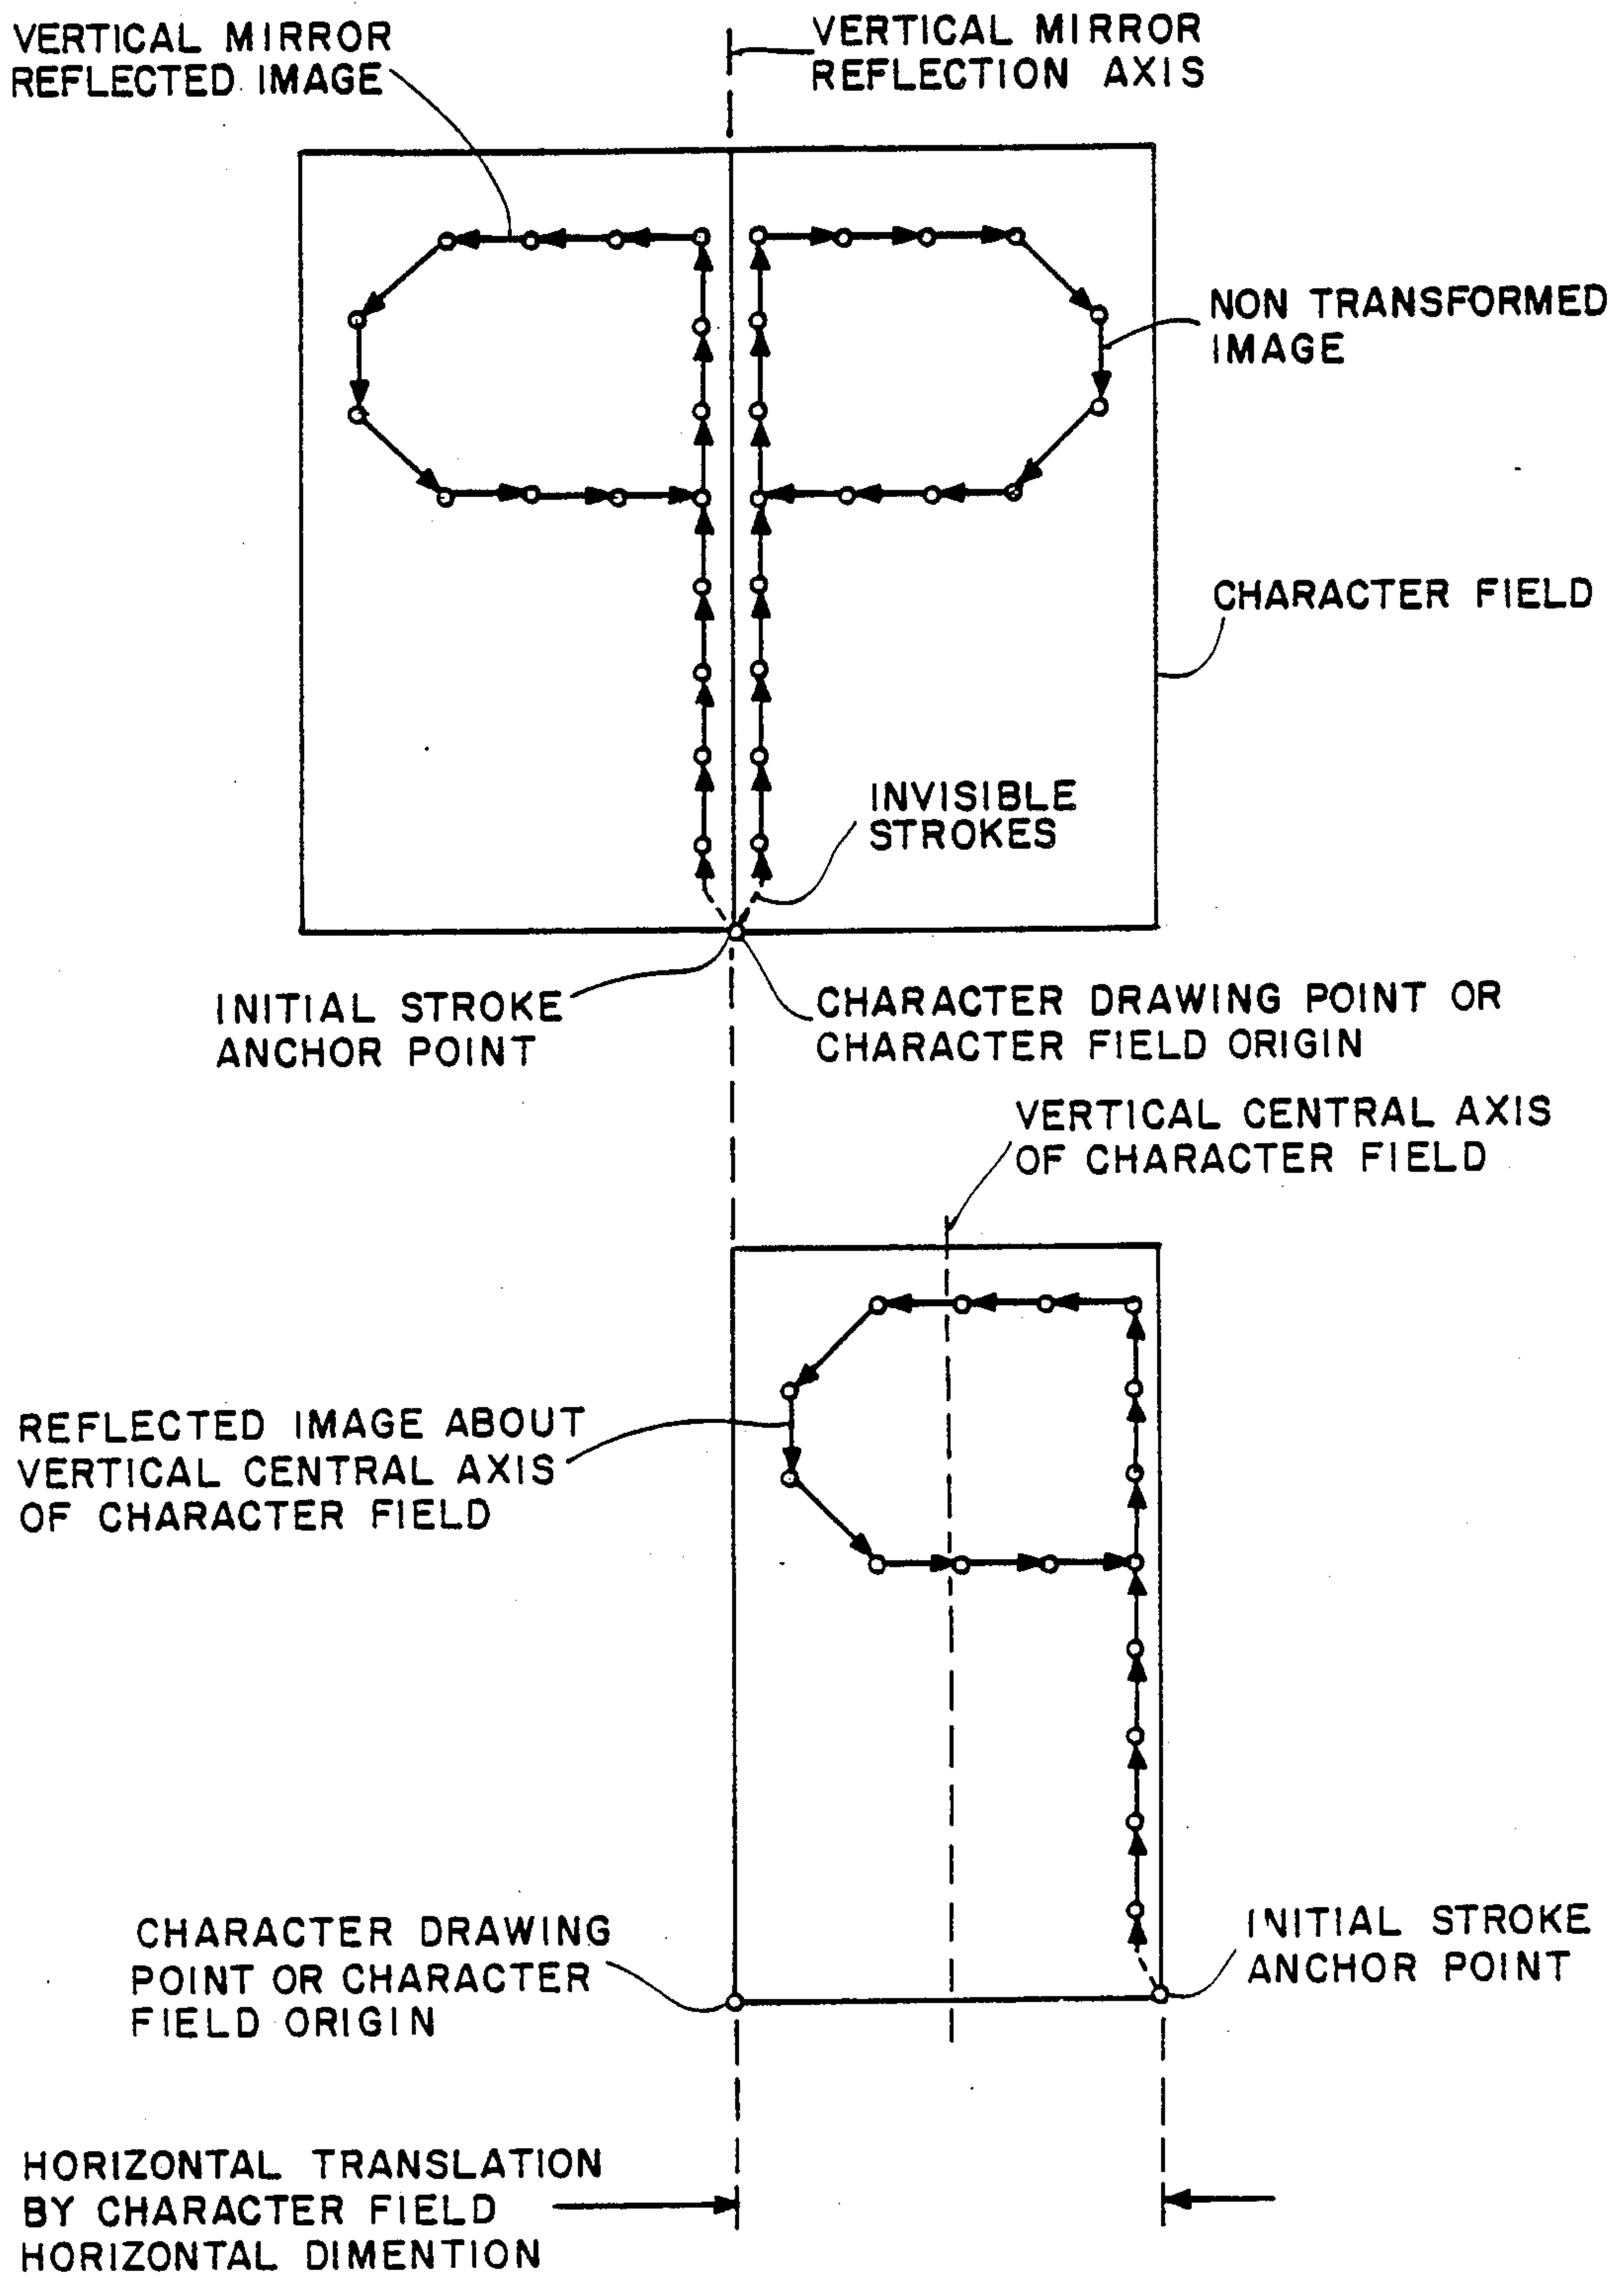 VERTICAL MIRROR
REFLECTED IMAGE
VERTICAL MIRROR
REFLECTION AXIS
NON TRANSFORMED
IMAGE
CHARACTER FIELD
INVISIBLE
STROKES
INITIAL STROKE
ANCHOR POINT
CHARACTER DRAWING POINT OR
CHARACTER FIELD ORIGIN
VERTICAL CENTRAL AXIS
OF CHARACTER FIELD
REFLECTED IMAGE ABOUT
VERTICAL CENTRAL AXIS
OF CHARACTER FIELD
CHARACTER DRAWING
POINT OR CHARACTER
FIELD ORIGIN
INITIAL STROKE
ANCHOR POINT
HORIZONTAL TRANSLATION
BY CHARACTER FIELD
HORIZONTAL DIMENTION